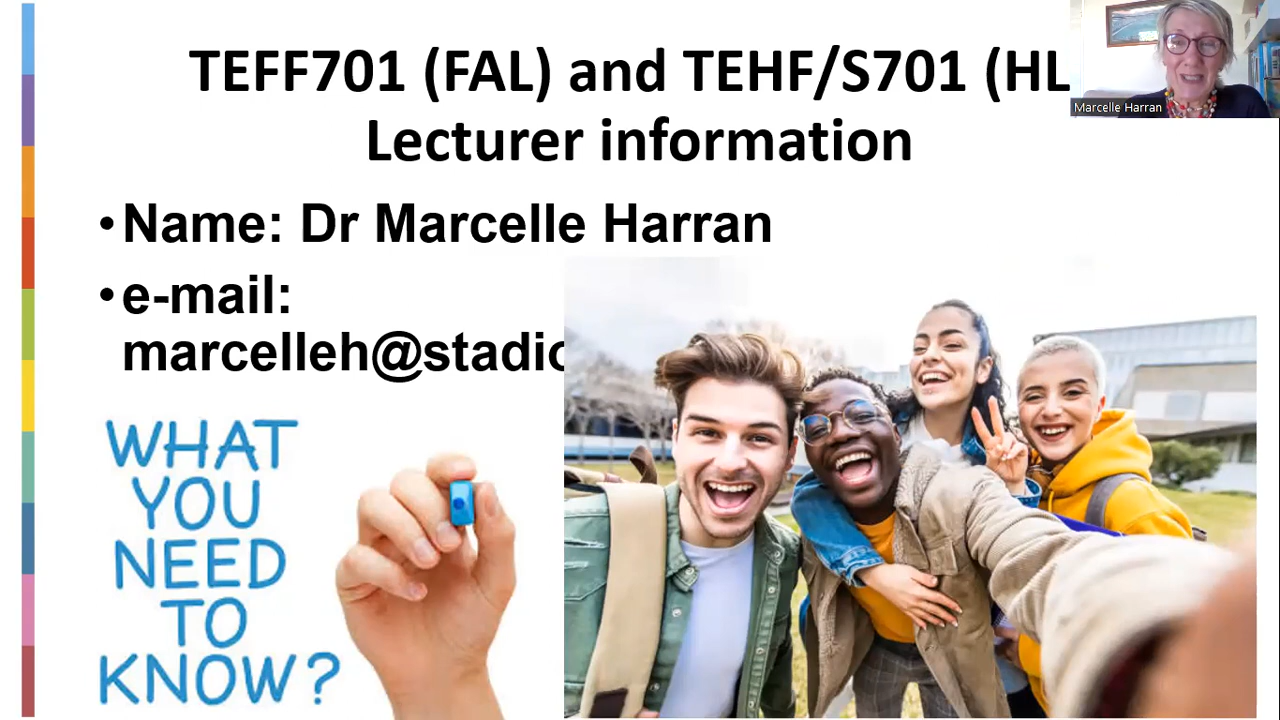 TEFF701 (FAL) and TEHF/S701 (HL
Lecturer information
Marcelle Harran
•Name: Dr Marcelle Harran
•e-mail:
marcelleh@stadio
WHAT
YOU
NEED
TO
KNOW?